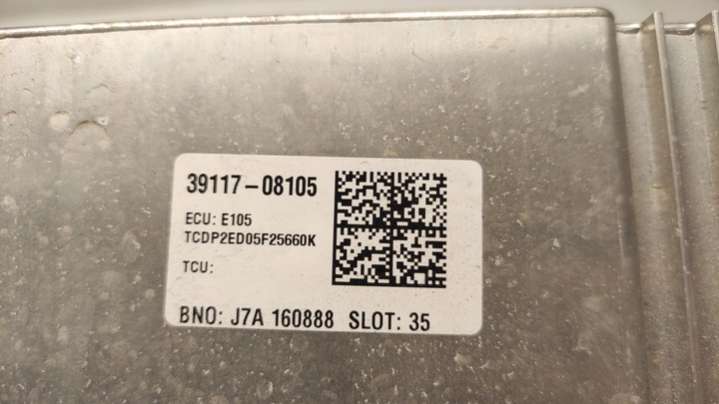 39117-08105
ECU: E105
TCDP2ED05F25660K
TCU:
BNO: J7A 160888 SLOT: 35